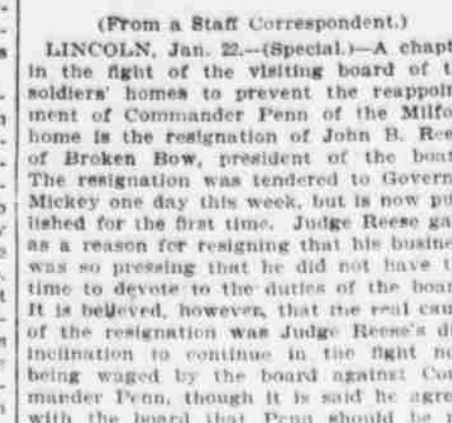 (From a Staff Correspondent.)
LINCOLN, Jan. 22.—(Special.)—A chapt
in the fight of the visiting board of t
soldiers' homes to prevent the reappoin
ment of Commander Penn of the Milfo
home is the resignation of John B. Ree
of Broken Bow, president of the boar
The resignation was tendered to Govern
Mickey one day this week, but is now pu
lished for the first time. Judge Reese ga
as a reason for resigning that his busine
was so pressing that he did not have t
time to devote to the duties of the boar
It is believed, however, that the real cau
of the resignation was Judge Reese's di
inclination to continue in the fight no
being waged by the board against Co
mander Penn, though it is said he agre
with the board that Penn should be r